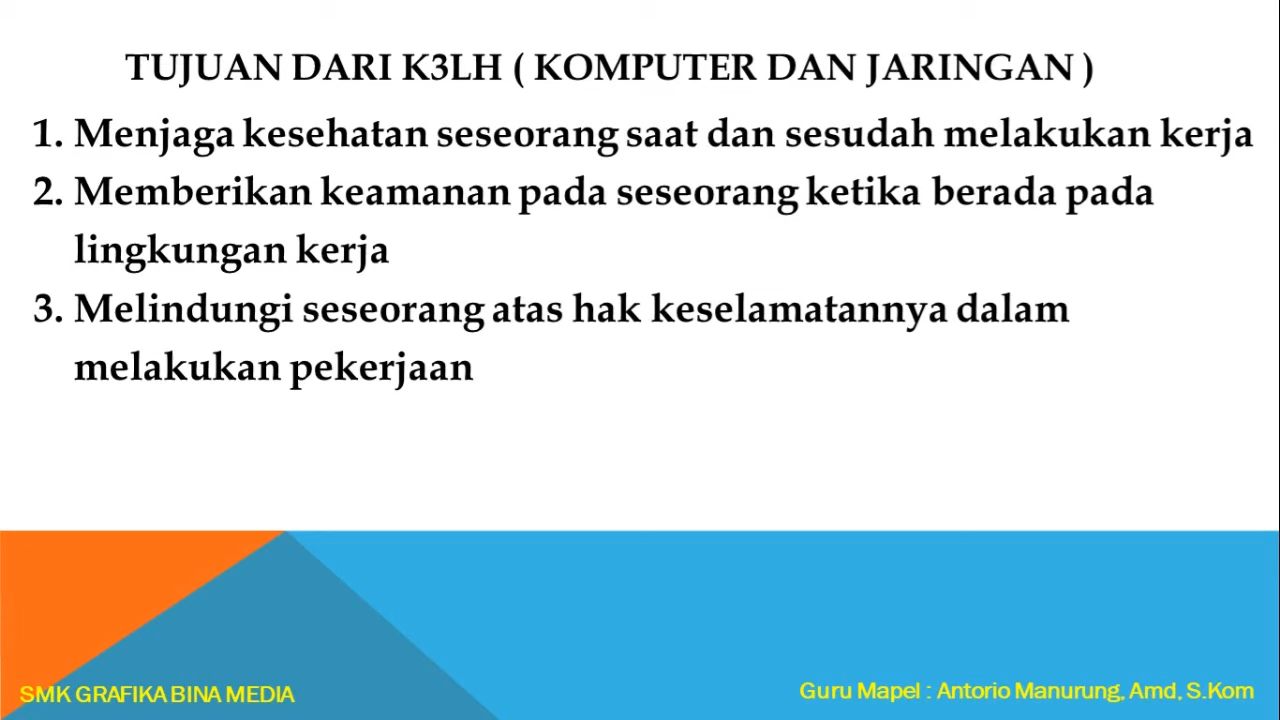 TUJUAN DARI K3LH ( KOMPUTER DAN JARINGAN )
1. Menjaga kesehatan seseorang saat dan sesudah melakukan kerja
2. Memberikan keamanan pada seseorang ketika berada pada
lingkungan kerja
3. Melindungi seseorang atas hak keselamatannya dalam
melakukan pekerjaan
SMK GRAFIKA BINA MEDIA
Guru Mapel : Antorio Manurung, Amd, S.Kom